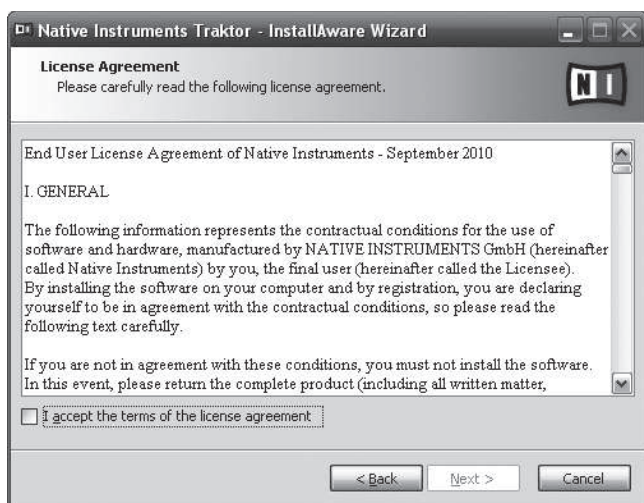 Native Instruments Traktor - InstallAware Wizard
License Agreement
Please carefully read the following license agreement.
NI
End User License Agreement of Native Instruments - September 2010
I. GENERAL
The following information represents the contractual conditions for the use of
software and hardware, manufactured by NATIVE INSTRUMENTS GmbH (hereinafter
called Native Instruments) by you, the final user (hereinafter called the Licensee).
By installing the software on your computer and by registration, you are declaring
yourself to be in agreement with the contractual conditions, so please read the
following text carefully.
If you are not in agreement with these conditions, you must not install the software.
In this event, please return the complete product (including all written matter,
I accept the terms of the license agreement
< Back Next > Cancel